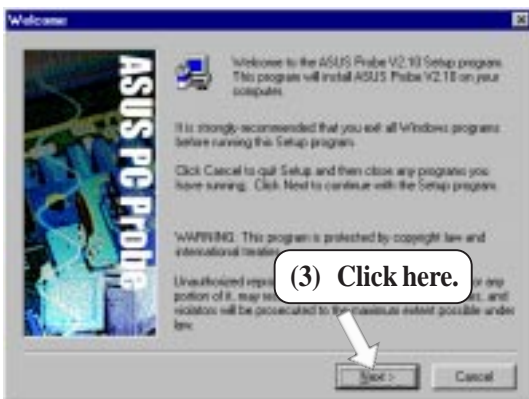 Welcome
ASUS PC Probe
Welcome to the ASUS Probe V2.10 Setup program.
This program will install ASUS Probe V2.10 on your
computer.
It is strongly recommended that you exit all Windows programs
before running this Setup program.
Click Cancel to quit Setup and then close any programs you
have running. Click Next to continue with the Setup program.
WARNING: This program is protected by copyright law and
international treaties.
Unauthorized or any
portion of it, may and
violators will be prosecuted to the maximum extent possible under
law.
(3) Click here.
Next >
Cancel